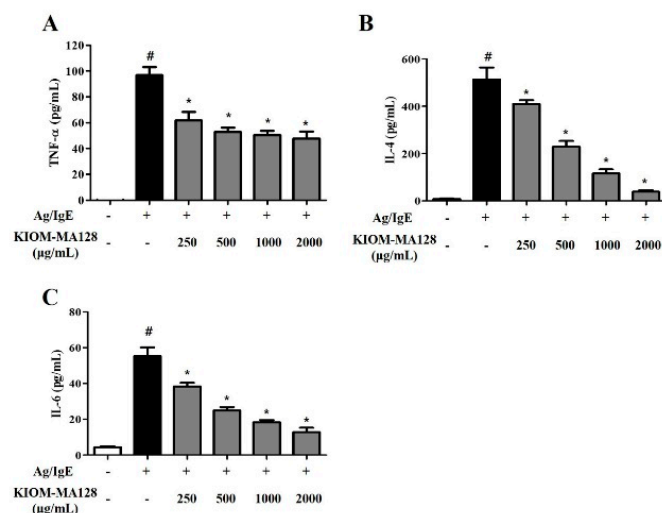 A
TNF-α (pg/mL)
120
100
80
60
40
20
0
#
*
*
*
*
Ag/IgE - + + + + +
KIOM-MA128 - - 250 500 1000 2000
(μg/mL)
B
IL-4 (pg/mL)
600
400
200
0
#
*
*
*
*
Ag/IgE - + + + + +
KIOM-MA128 - - 250 500 1000 2000
(μg/mL)
C
IL-6 (pg/mL)
60
40
20
0
#
*
*
*
*
Ag/IgE - + + + + +
KIOM-MA128 - - 250 500 1000 2000
(μg/mL)